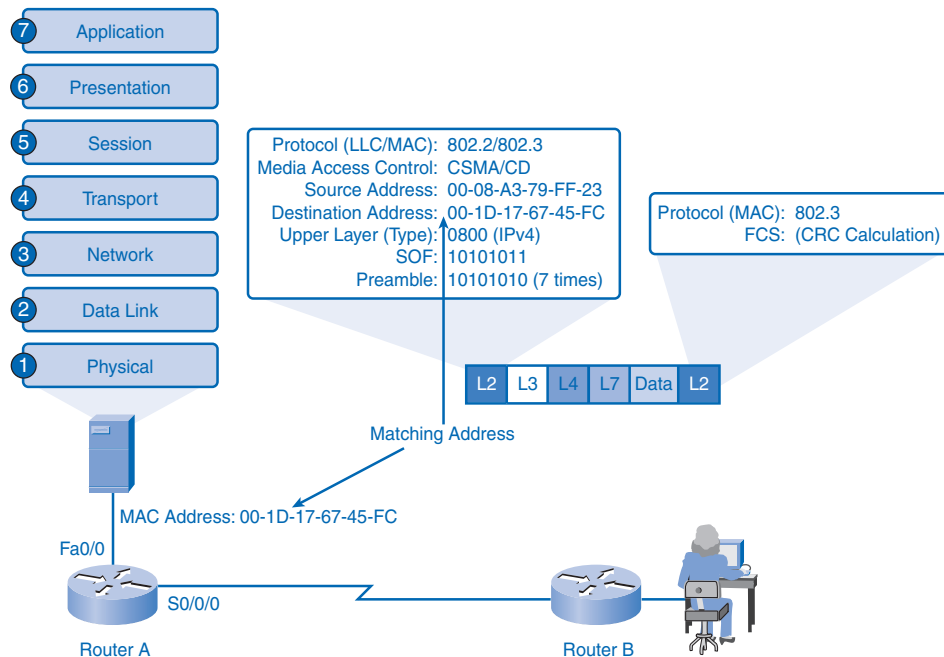 7 Application
6 Presentation
5 Session
4 Transport
3 Network
2 Data Link
1 Physical
Protocol (LLC/MAC): 802.2/802.3
Media Access Control: CSMA/CD
Source Address: 00-08-A3-79-FF-23
Destination Address: 00-1D-17-67-45-FC
Upper Layer (Type): 0800 (IPv4)
SOF: 10101011
Preamble: 10101010 (7 times)
Protocol (MAC): 802.3
FCS: (CRC Calculation)
L2 L3 L4 L7 Data L2
Matching Address
MAC Address: 00-1D-17-67-45-FC
Fa0/0
S0/0/0
Router A
Router B